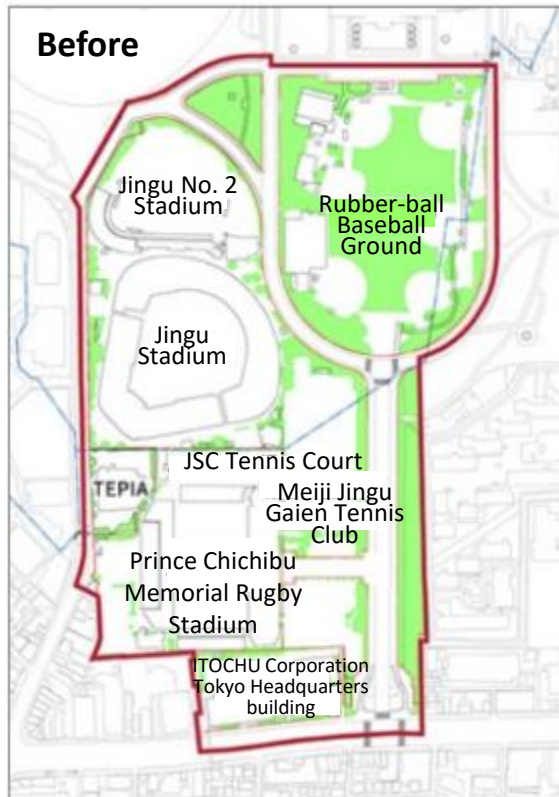 Before
Jingu No. 2
Stadium
Rubber-ball
Baseball
Ground
Jingu
Stadium
JSC Tennis Court
TEPIA
Meiji Jingu
Gaien Tennis
Club
Prince Chichibu
Memorial Rugby
Stadium
ITOCHU Corporation
Tokyo Headquarters
building